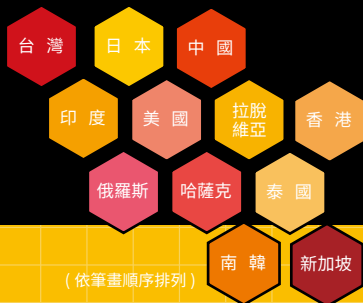 台灣
日本
中國
印度
美國
拉脫
維亞
香港
俄羅斯
哈薩克
泰國
南韓
新加坡
(依筆畫順序排列)